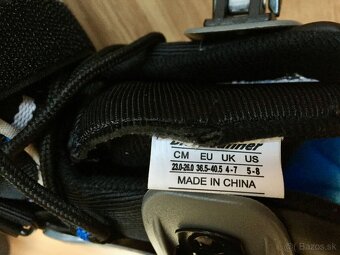 CM EU UK US
23.0-26.0 36.5-40.5 4-7 5-8
MADE IN CHINA
Bazos.sk